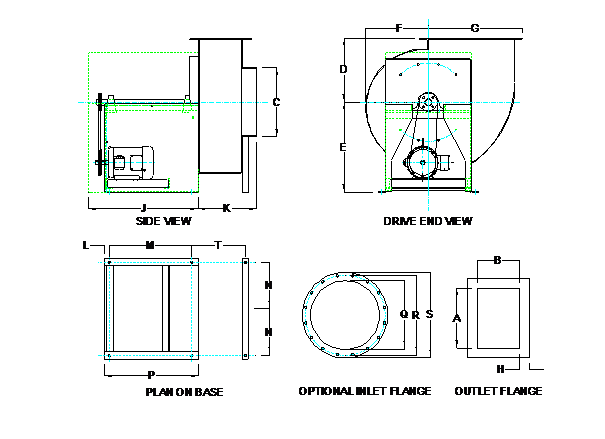 F G
D
C
E
J K
SIDE VIEW DRIVE END VIEW
L M T
B
N
Q R S
A
N
H
P
PLAN ON BASE OPTIONAL INLET FLANGE OUTLET FLANGE